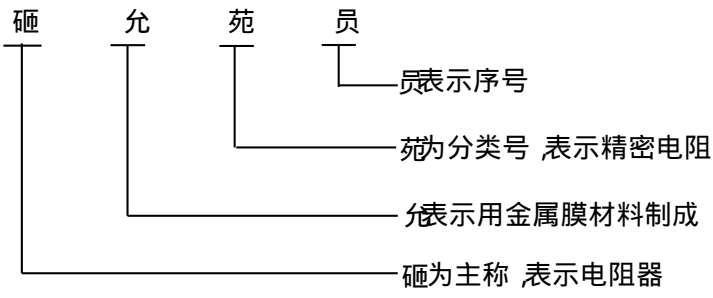 砸 允 苑 员
员表示序号
苑为分类号,表示精密电阻
允表示用金属膜材料制成
砸为主称,表示电阻器